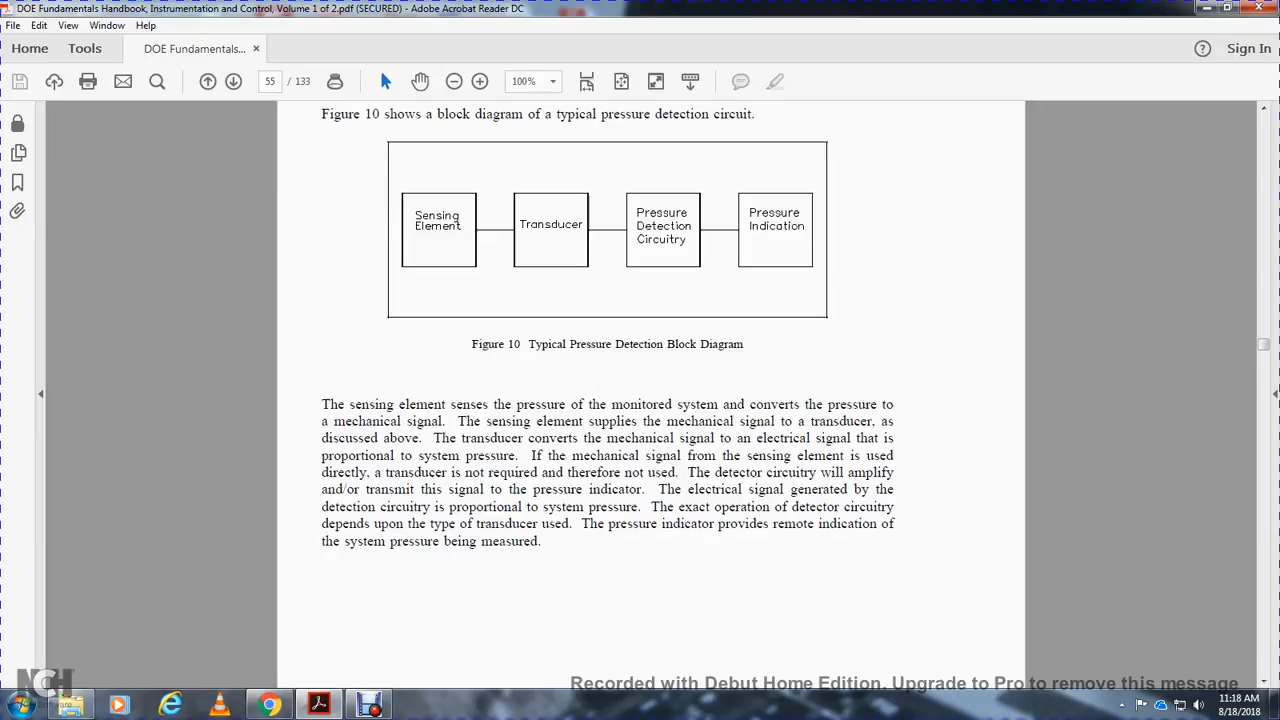 DOE Fundamentals Handbook, Instrumentation and Control, Volume 1 of 2.pdf (SECURED) - Adobe Acrobat Reader DC
File Edit View Window Help
Home Tools DOE Fundamentals... × Sign In
55 / 133 100%
Figure 10 shows a block diagram of a typical pressure detection circuit.
Sensing
Element
Transducer
Pressure
Detection
Circuitry
Pressure
Indication
Figure 10 Typical Pressure Detection Block Diagram
The sensing element senses the pressure of the monitored system and converts the pressure to
a mechanical signal. The sensing element supplies the mechanical signal to a transducer, as
discussed above. The transducer converts the mechanical signal to an electrical signal that is
proportional to system pressure. If the mechanical signal from the sensing element is used
directly, a transducer is not required and therefore not used. The detector circuitry will amplify
and/or transmit this signal to the pressure indicator. The electrical signal generated by the
detection circuitry is proportional to system pressure. The exact operation of detector circuitry
depends upon the type of transducer used. The pressure indicator provides remote indication of
the system pressure being measured.
NCH
Software
Recorded with Debut Home Edition. Upgrade to Pro to remove this message
11:18 AM
8/18/2018